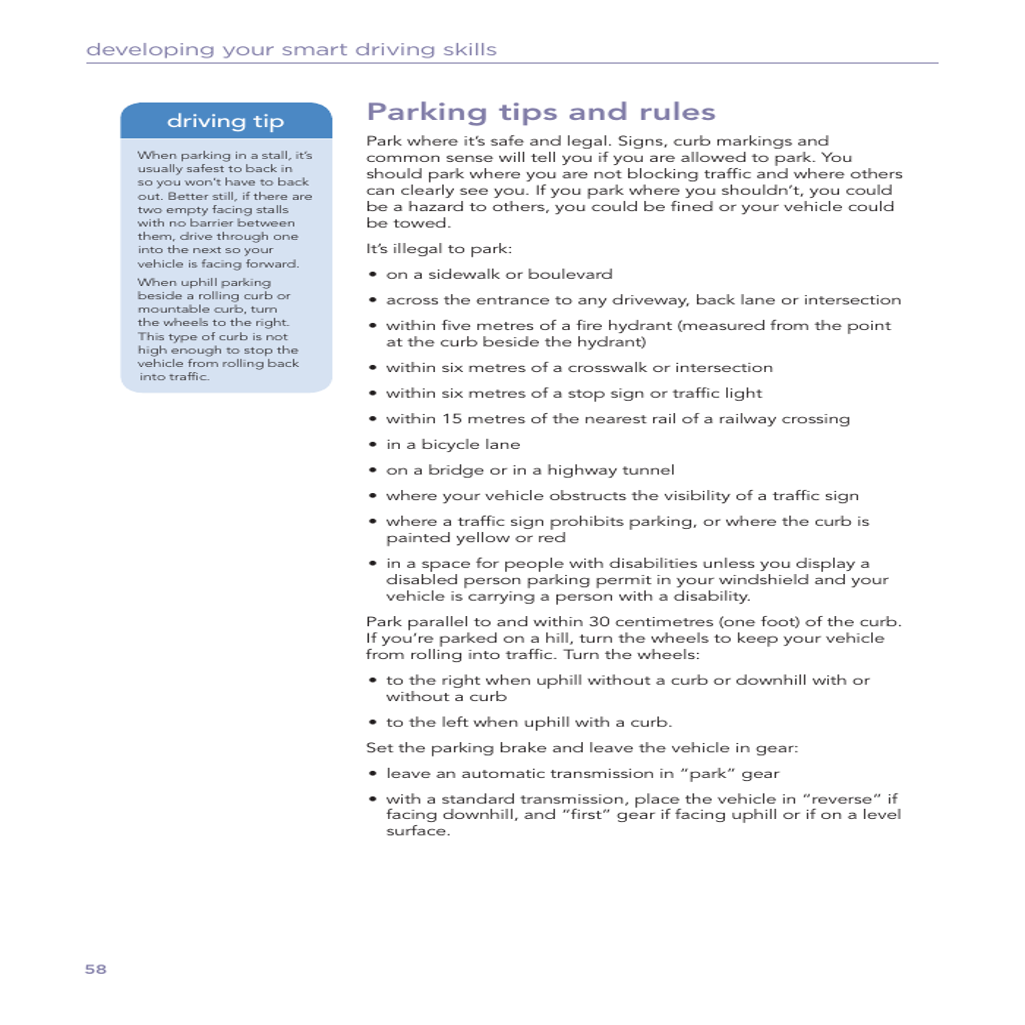 developing your smart driving skills
driving tip
When parking in a stall, it's
usually safest to back in
so you won't have to back
out. Better still, if there are
two empty facing stalls
with no barrier between
them, drive through one
into the next so your
vehicle is facing forward.
When uphill parking
beside a rolling curb or
mountable curb, turn
the wheels to the right.
This type of curb is not
high enough to stop the
vehicle from rolling back
into traffic.
Parking tips and rules
Park where it's safe and legal. Signs, curb markings and
common sense will tell you if you are allowed to park. You
should park where you are not blocking traffic and where others
can clearly see you. If you park where you shouldn't, you could
be a hazard to others, you could be fined or your vehicle could
be towed.
It's illegal to park:
• on a sidewalk or boulevard
• across the entrance to any driveway, back lane or intersection
• within five metres of a fire hydrant (measured from the point
at the curb beside the hydrant)
• within six metres of a crosswalk or intersection
• within six metres of a stop sign or traffic light
• within 15 metres of the nearest rail of a railway crossing
• in a bicycle lane
• on a bridge or in a highway tunnel
• where your vehicle obstructs the visibility of a traffic sign
• where a traffic sign prohibits parking, or where the curb is
painted yellow or red
• in a space for people with disabilities unless you display a
disabled person parking permit in your windshield and your
vehicle is carrying a person with a disability.
Park parallel to and within 30 centimetres (one foot) of the curb.
If you're parked on a hill, turn the wheels to keep your vehicle
from rolling into traffic. Turn the wheels:
• to the right when uphill without a curb or downhill with or
without a curb
• to the left when uphill with a curb.
Set the parking brake and leave the vehicle in gear:
• leave an automatic transmission in "park" gear
• with a standard transmission, place the vehicle in "reverse" if
facing downhill, and "first" gear if facing uphill or if on a level
surface.
58